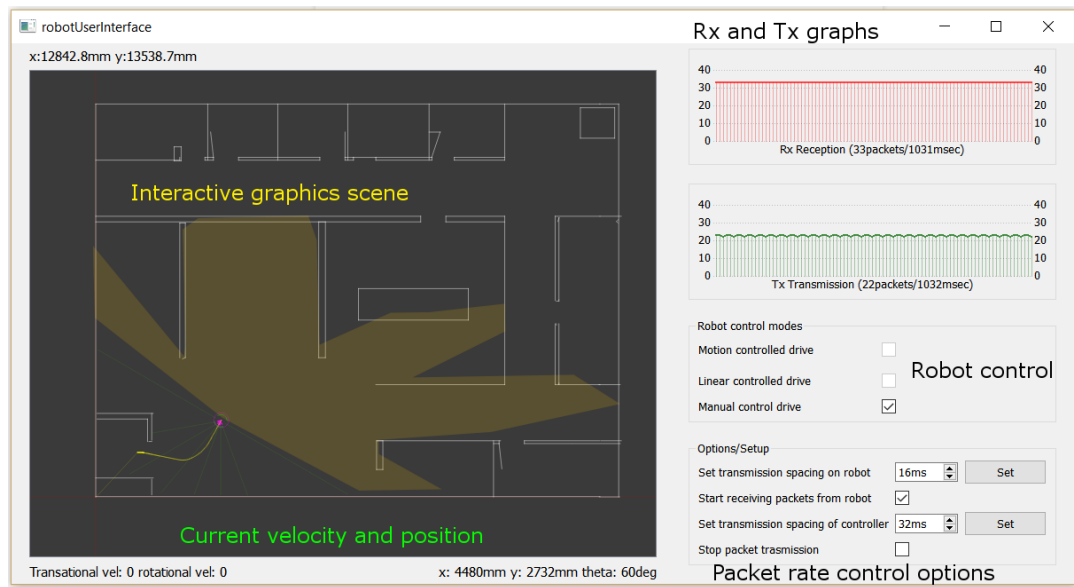 robotUserInterface
x:12842.8mm y:13538.7mm
Rx and Tx graphs
40 40
30 30
20 20
10 10
0 0
Rx Reception (33packets/1031msec)
40 40
30 30
20 20
10 10
0 0
Tx Transmission (22packets/1032msec)
Interactive graphics scene
Current velocity and position
Transational vel: 0 rotational vel: 0
x: 4480mm y: 2732mm theta: 60deg
Robot control modes
Motion controlled drive
Linear controlled drive
Manual control drive
Robot control
Options/Setup
Set transmission spacing on robot 16ms Set
Start receiving packets from robot
Set transmission spacing of controller 32ms Set
Stop packet trasmission
Packet rate control options